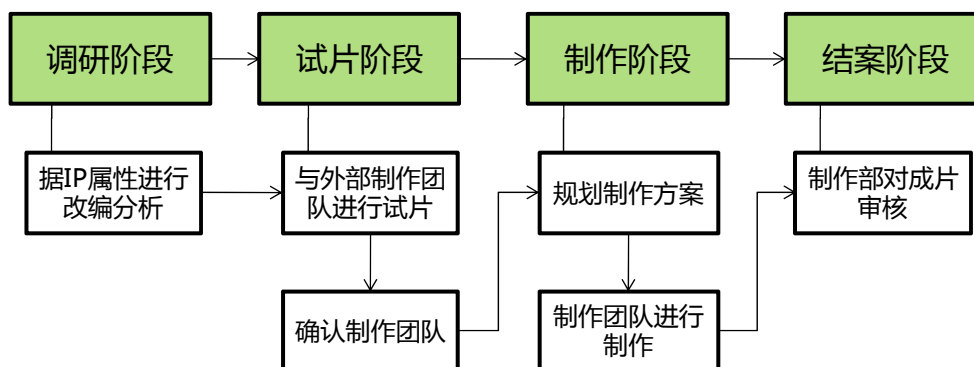 调研阶段
试片阶段
制作阶段
结案阶段
据IP属性进行
改编分析
与外部制作团
队进行试片
规划制作方案
制作部对成片
审核
确认制作团队
制作团队进行
制作